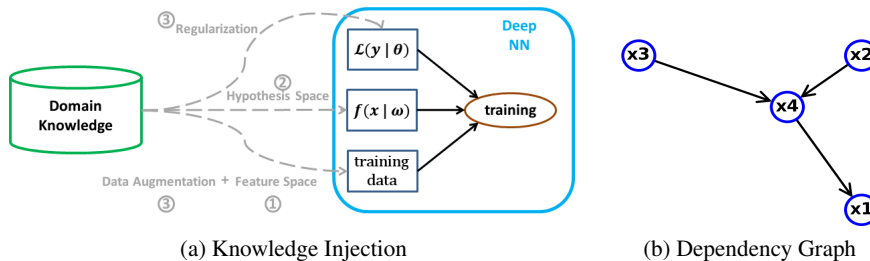 ③ Regularization
Deep
NN
ℒ(y | θ)
Domain
Knowledge
②
Hypothesis Space
f(x | ω)
training
training
data
Data Augmentation + Feature Space
③ ①
(a) Knowledge Injection
x3
x2
x4
x1
(b) Dependency Graph